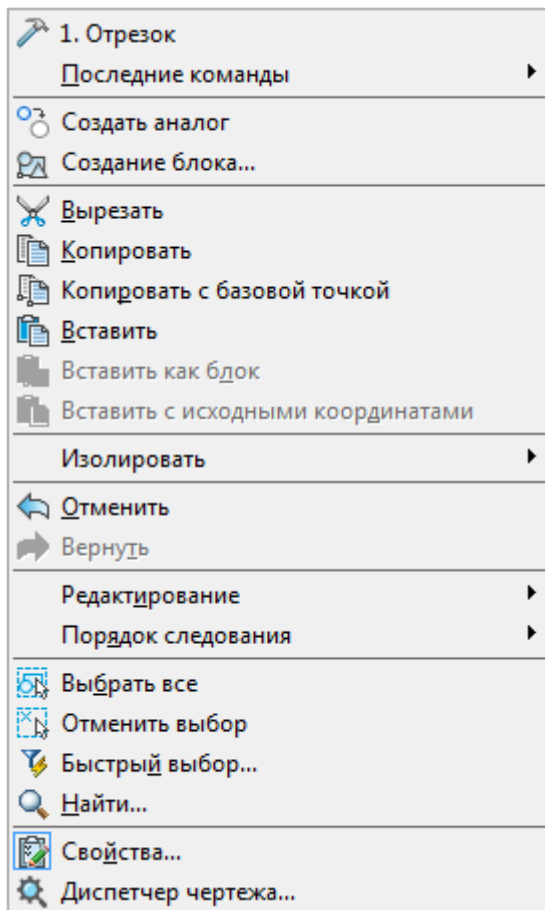 1. Отрезок
Последние команды
Создать аналог
Создание блока...
Вырезать
Копировать
Копировать с базовой точкой
Вставить
Вставить как блок
Вставить с исходными координатами
Изолировать
Отменить
Вернуть
Редактирование
Порядок следования
Выбрать все
Отменить выбор
Быстрый выбор...
Найти...
Свойства...
Диспетчер чертежа...